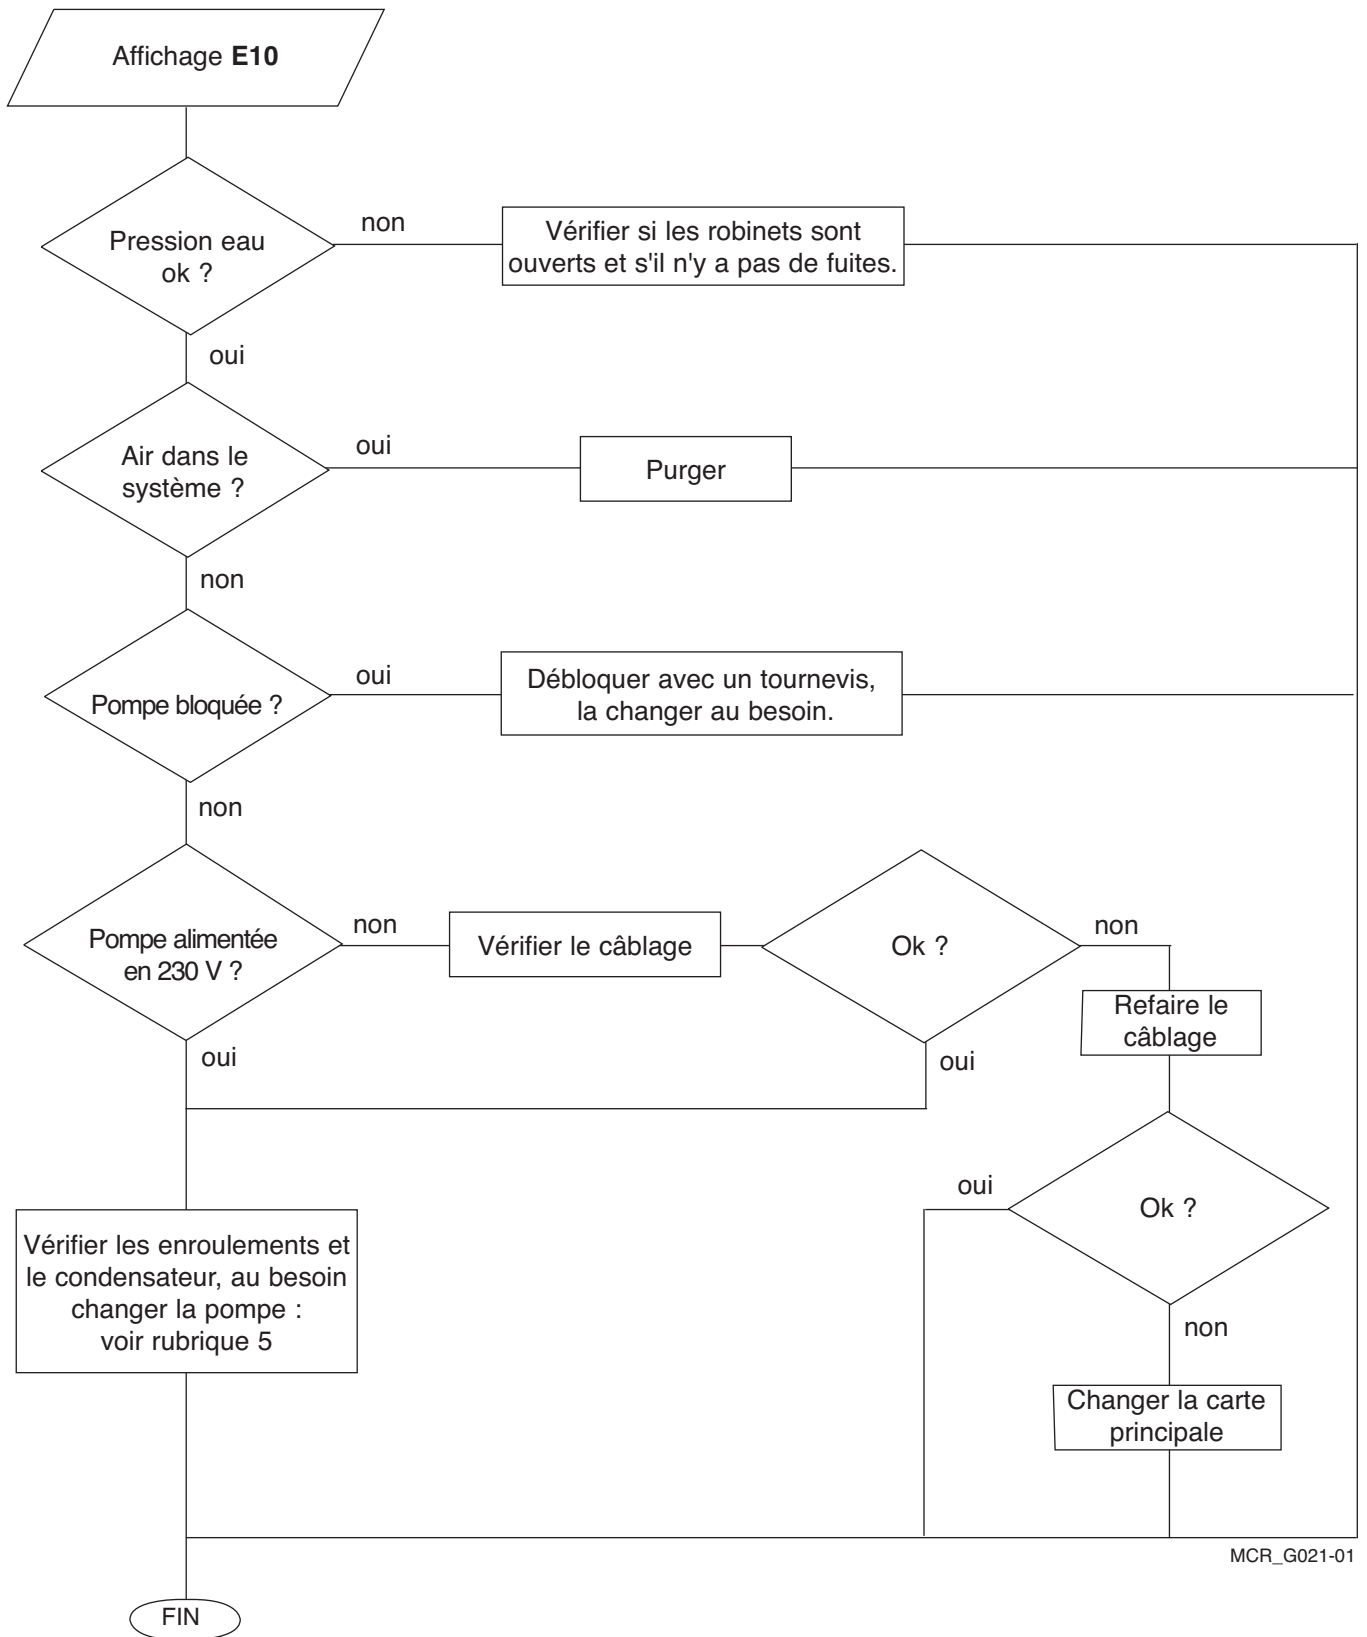 Affichage E10
Pression eau
ok ?
non
Vérifier si les robinets sont
ouverts et s'il n'y a pas de fuites.
oui
Air dans le
système ?
oui
Purger
non
Pompe bloquée ?
oui
Débloquer avec un tournevis,
la changer au besoin.
non
Pompe alimentée
en 230 V ?
non
Vérifier le câblage
Ok ?
non
Refaire le
câblage
oui
oui
oui
Ok ?
Vérifier les enroulements et
le condensateur, au besoin
changer la pompe :
voir rubrique 5
non
Changer la carte
principale
MCR_G021-01
FIN